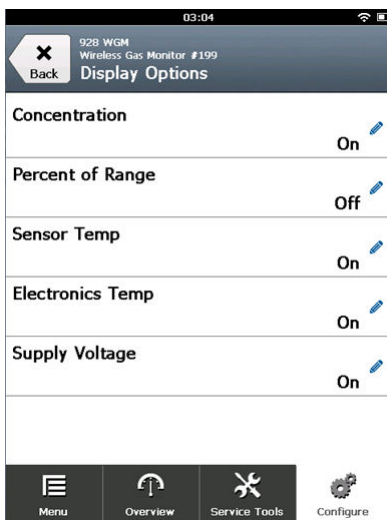 03:04
Back
928 WGM
Wireless Gas Monitor #199
Display Options
Concentration
On
Percent of Range
Off
Sensor Temp
On
Electronics Temp
On
Supply Voltage
On
Menu
Overview
Service Tools
Configure